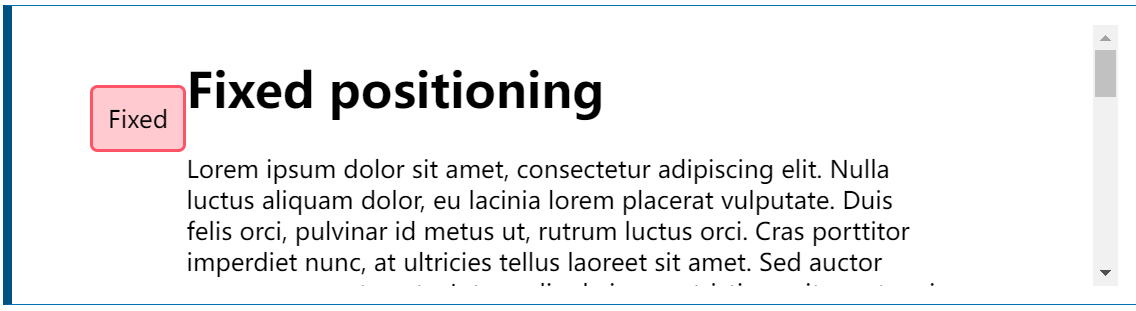 Fixed positioning
Fixed
Lorem ipsum dolor sit amet, consectetur adipiscing elit. Nulla
luctus aliquam dolor, eu lacinia lorem placerat vulputate. Duis
felis orci, pulvinar id metus ut, rutrum luctus orci. Cras porttitor
imperdiet nunc, at ultricies tellus laoreet sit amet. Sed auctor